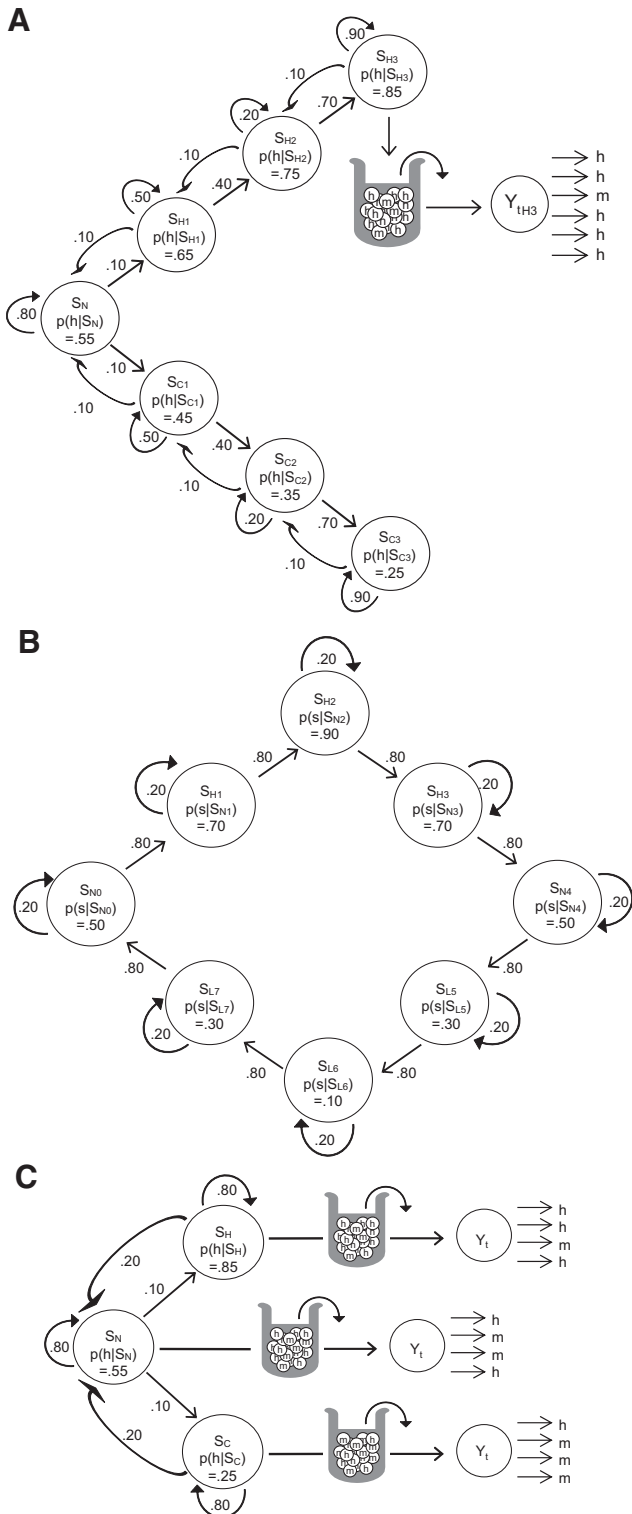 A
.90
S_H3
p(h|S_H3)
=.85
.10
.70
.20
S_H2
p(h|S_H2)
=.75
.10
.40
.50
S_H1
p(h|S_H1)
=.65
.10
.10
.80
S_N
p(h|S_N)
=.55
h
h
m
h
h
h
Y_tH3
h h
m
h m
h
m
.10
.10
S_C1
p(h|S_C1)
=.45
.50
.40
.10
S_C2
p(h|S_C2)
=.35
.20
.70
.10
S_C3
p(h|S_C3)
=.25
.90
B
.20
S_H2
p(s|S_N2)
=.90
.80
.80
.20
S_H1
p(s|S_N1)
=.70
S_H3
p(s|S_N3)
=.70
.20
.80
.80
.20
S_N0
p(s|S_N0)
=.50
S_N4
p(s|S_N4)
=.50
.20
.80
.80
S_L7
p(s|S_L7)
=.30
.20
S_L5
p(s|S_L5)
=.30
.20
.80
.80
S_L6
p(s|S_L6)
=.10
.20
C
.80
S_H
p(h|S_H)
=.85
h h
m
h
Y_t
h
h
m
h
.20
.10
.80
S_N
p(h|S_N)
=.55
h h
m
h
Y_t
h
m
m
h
.10
.20
S_C
p(h|S_C)
=.25
.80
m h
m
h
Y_t
h
m
m
m